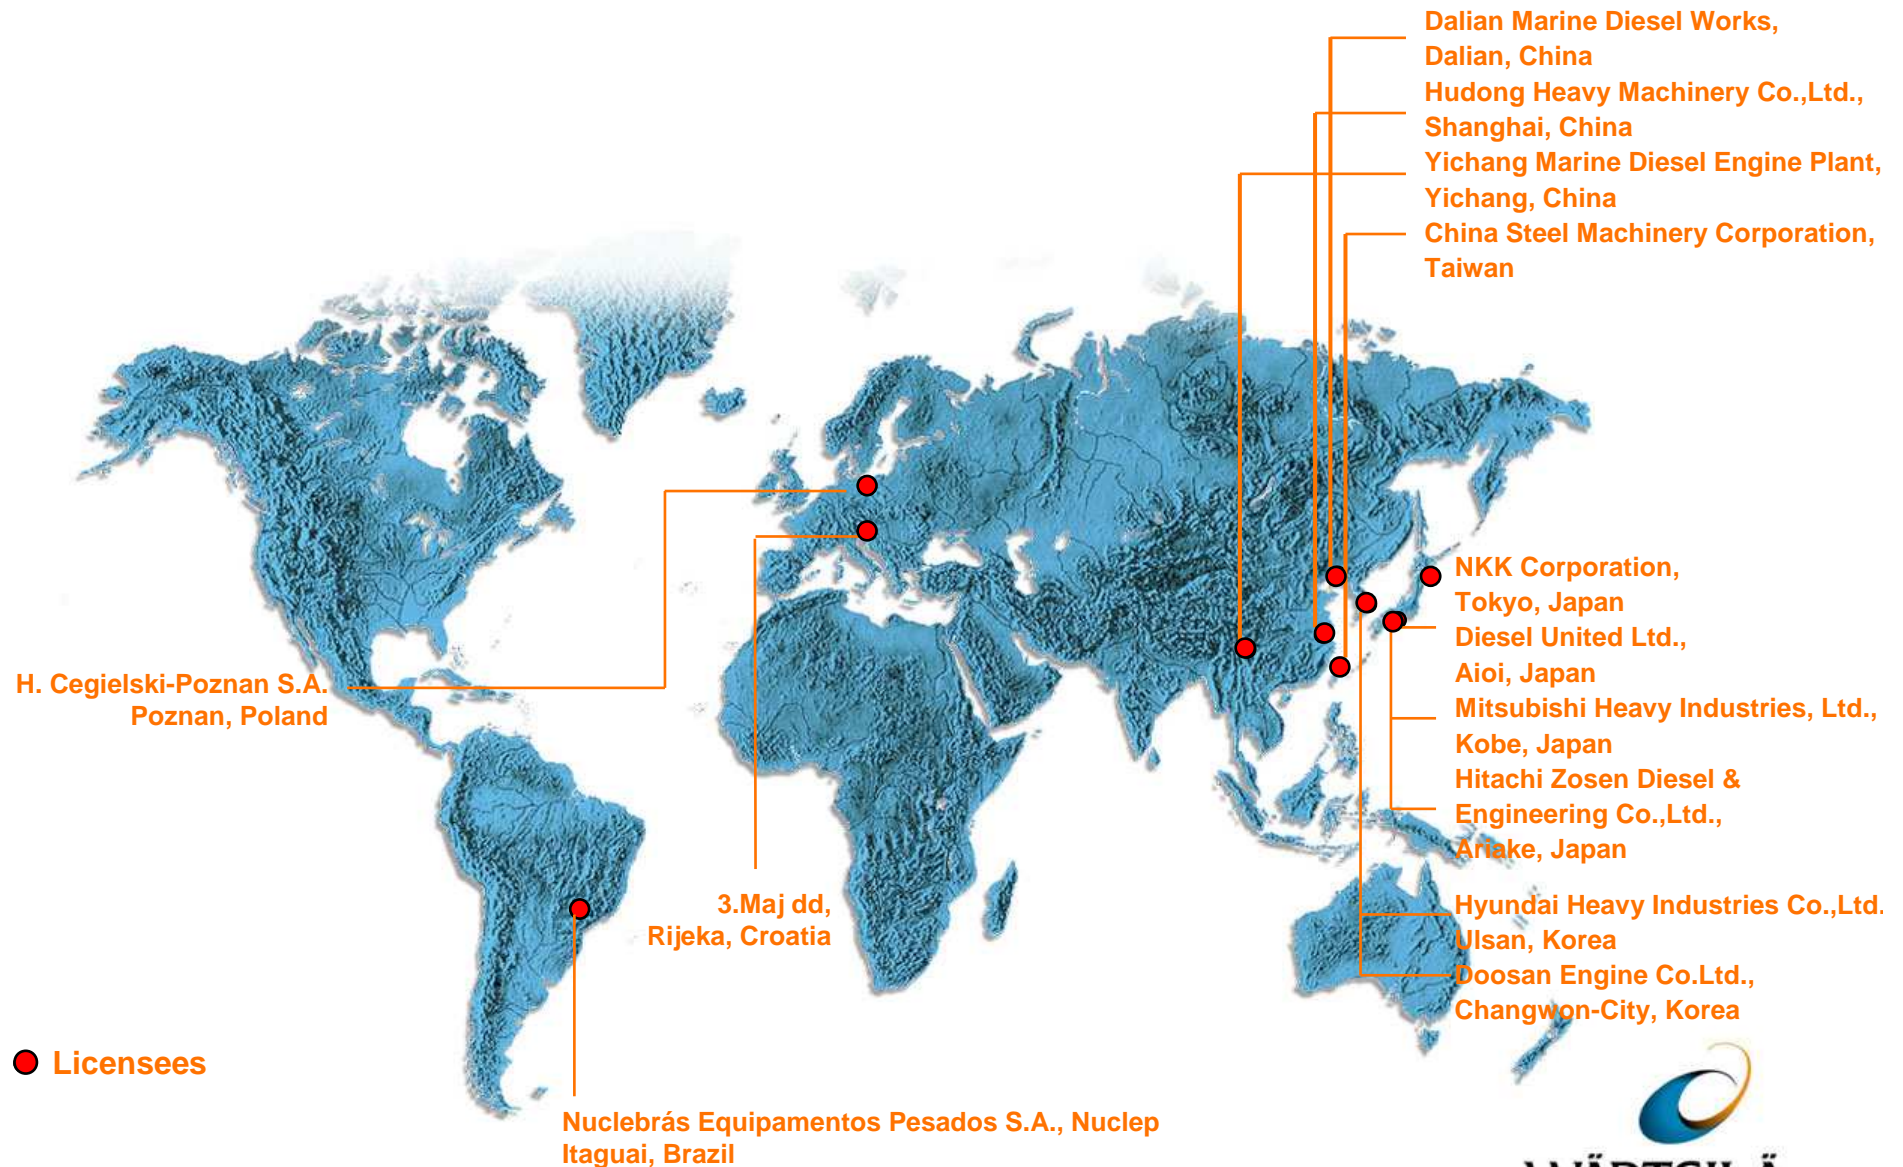 Dalian Marine Diesel Works,
Dalian, China
Hudong Heavy Machinery Co.,Ltd.,
Shanghai, China
Yichang Marine Diesel Engine Plant,
Yichang, China
China Steel Machinery Corporation,
Taiwan
NKK Corporation,
Tokyo, Japan
Diesel United Ltd.,
Aioi, Japan
Mitsubishi Heavy Industries, Ltd.,
Kobe, Japan
Hitachi Zosen Diesel &
Engineering Co.,Ltd.,
Ariake, Japan
Hyundai Heavy Industries Co.,Ltd.
Ulsan, Korea
Doosan Engine Co.Ltd.,
Changwon-City, Korea
H. Cegielski-Poznan S.A.
Poznan, Poland
3.Maj dd,
Rijeka, Croatia
Licensees
Nuclebrás Equipamentos Pesados S.A., Nuclep
Itaguai, Brazil
WÄRTSILÄ